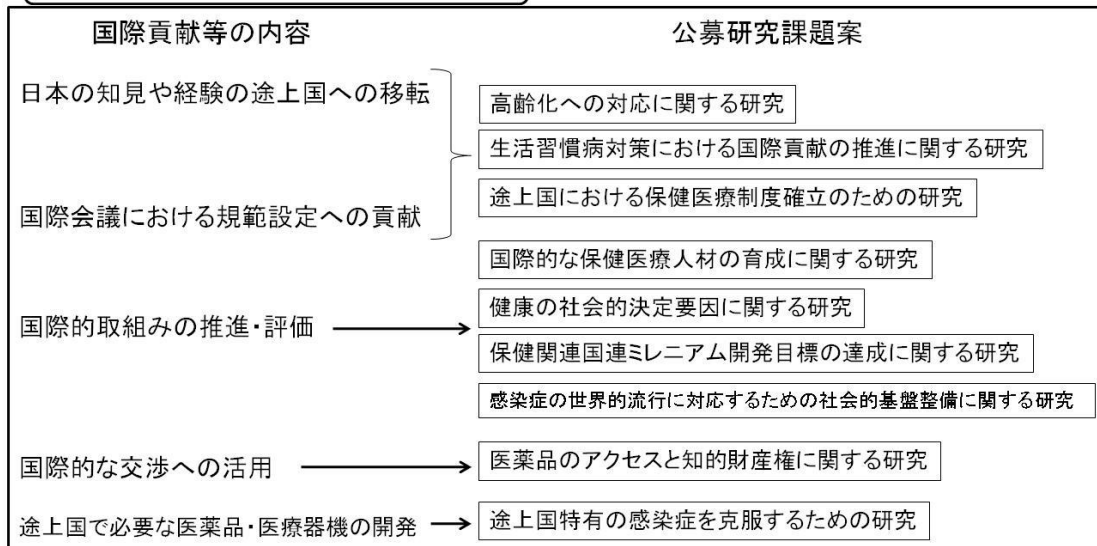 国際貢献等の内容
公募研究課題案
日本の知見や経験の途上国への移転
高齢化への対応に関する研究
生活習慣病対策における国際貢献の推進に関する研究
国際会議における規範設定への貢献
途上国における保健医療制度確立のための研究
国際的な保健医療人材の育成に関する研究
国際的取組みの推進・評価
健康の社会的決定要因に関する研究
保健関連国連ミレニアム開発目標の達成に関する研究
感染症の世界的流行に対応するための社会的基盤整備に関する研究
国際的な交渉への活用
医薬品のアクセスと知的財産権に関する研究
途上国で必要な医薬品・医療器機の開発
途上国特有の感染症を克服するための研究